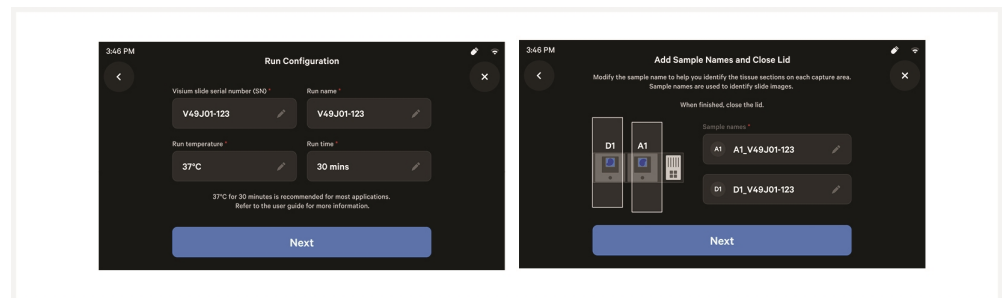 3:46 PM
Run Configuration
Visium slide serial number (SN) *
Run name *
V49J01-123
V49J01-123
Run temperature *
Run time *
37°C
30 mins
37°C for 30 minutes is recommended for most applications.
Refer to the user guide for more information.
Next
3:46 PM
Add Sample Names and Close Lid
Modify the sample name to help you identify the tissue sections on each capture area.
Sample names are used to identify slide images.
When finished, close the lid.
D1
A1
Sample names *
A1 A1_V49J01-123
D1 D1_V49J01-123
Next